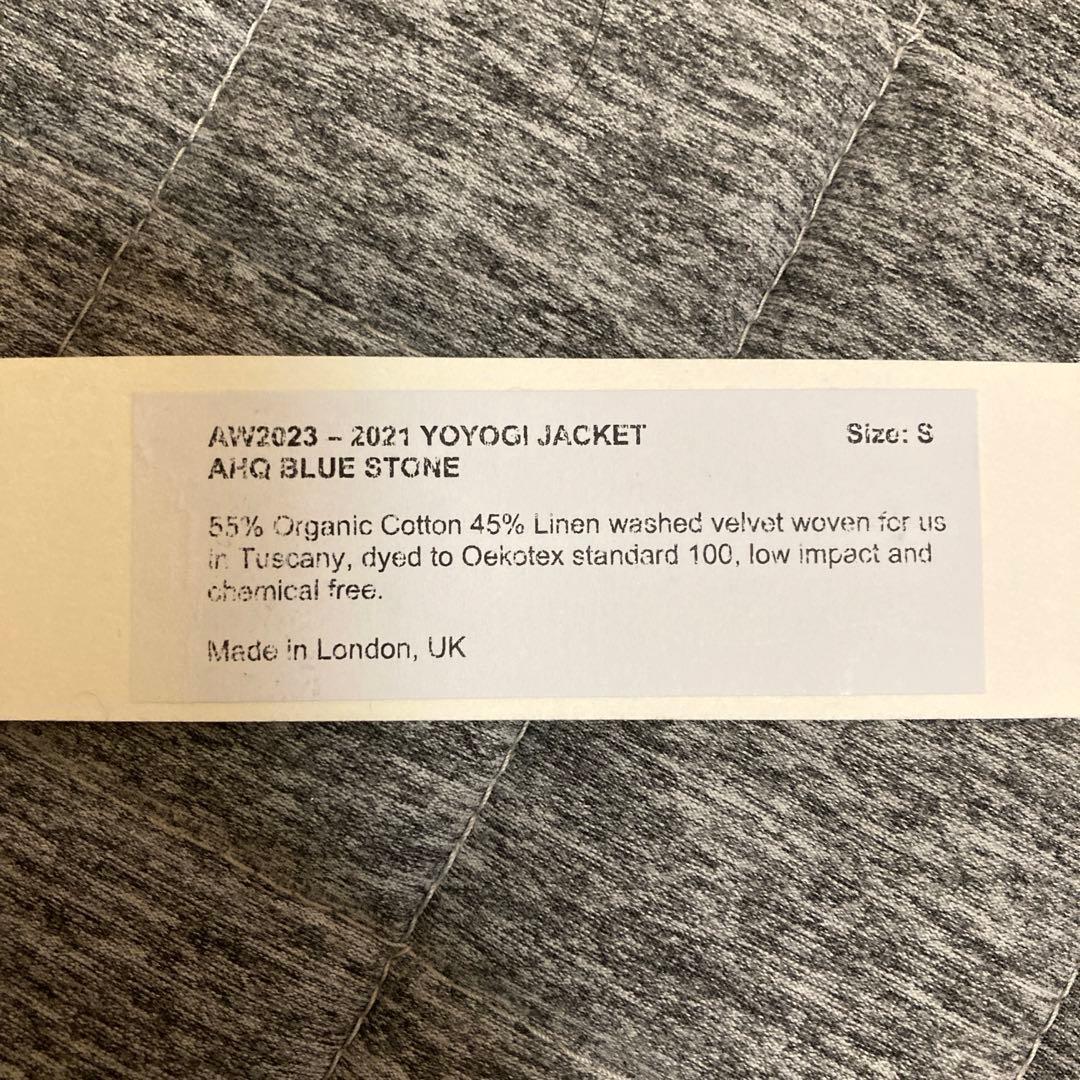 AW2023 – 2021 YOYOGI JACKET Size: S
AHQ BLUE STONE
55% Organic Cotton 45% Linen washed velvet woven for us
in Tuscany, dyed to Oekotex standard 100, low impact and
chemical free.
Made in London, UK